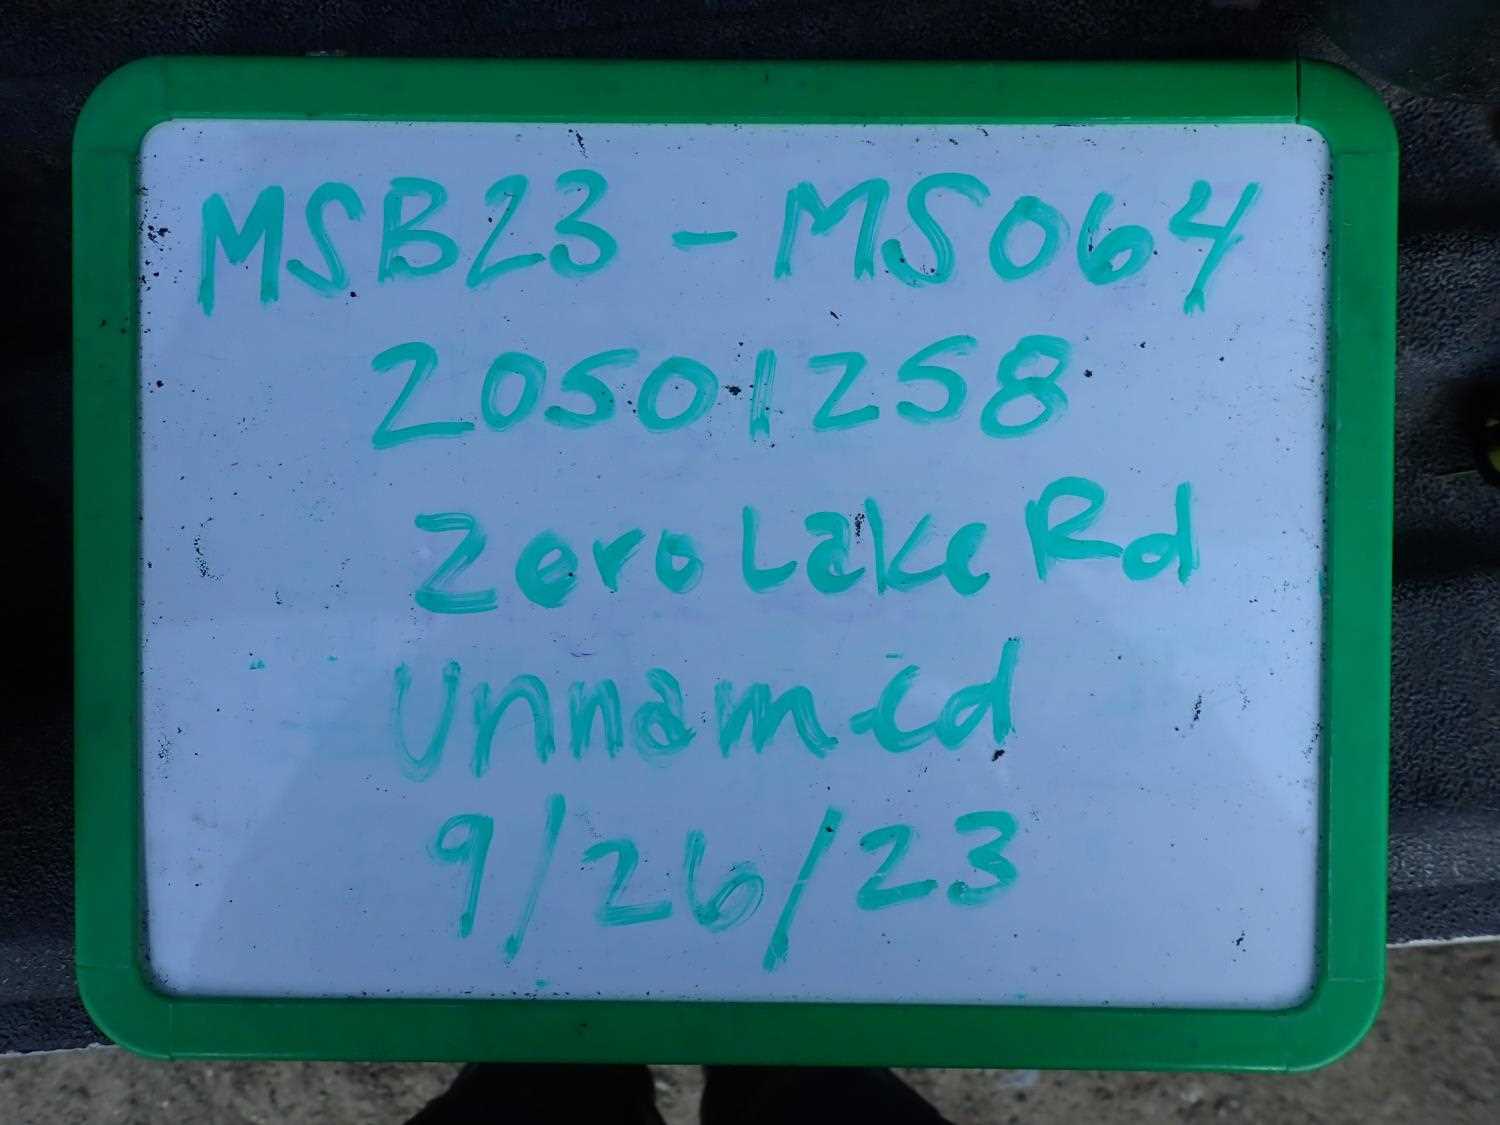 MSB23 - MS064
20501258
Zero Lake Rd
Unnamed
9/26/23